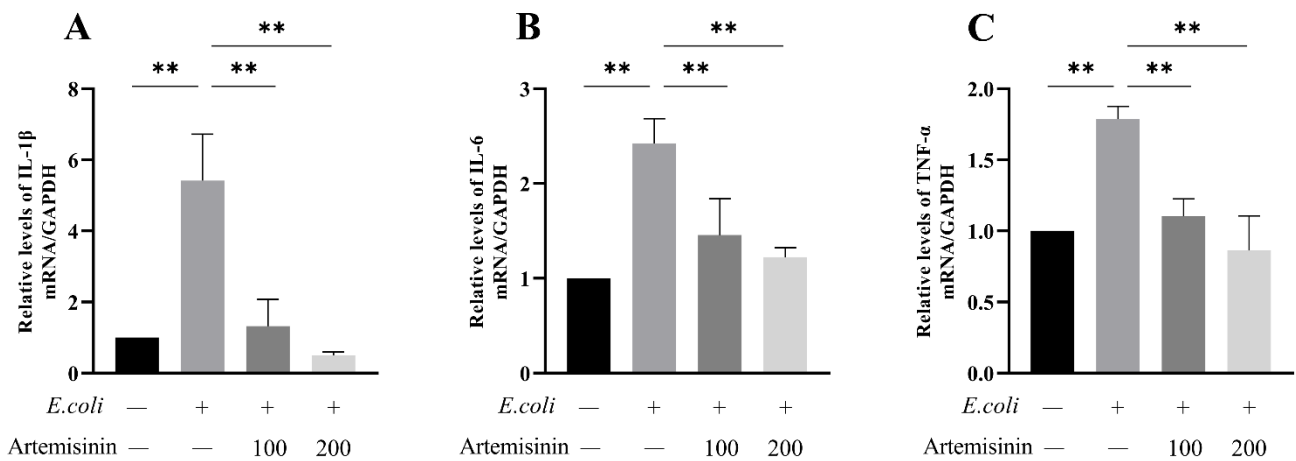 A
** 
** **
Relative levels of IL-1β
mRNA/GAPDH
8
6
4
2
0
E.coli — + + +
Artemisinin — — 100 200
B
**
** **
Relative levels of IL-6
mRNA/GAPDH
3
2
1
0
E.coli — + + +
Artemisinin — — 100 200
C
**
** **
Relative levels of TNF-α
mRNA/GAPDH
2.0
1.5
1.0
0.5
0.0
E.coli — + + +
Artemisinin — — 100 200